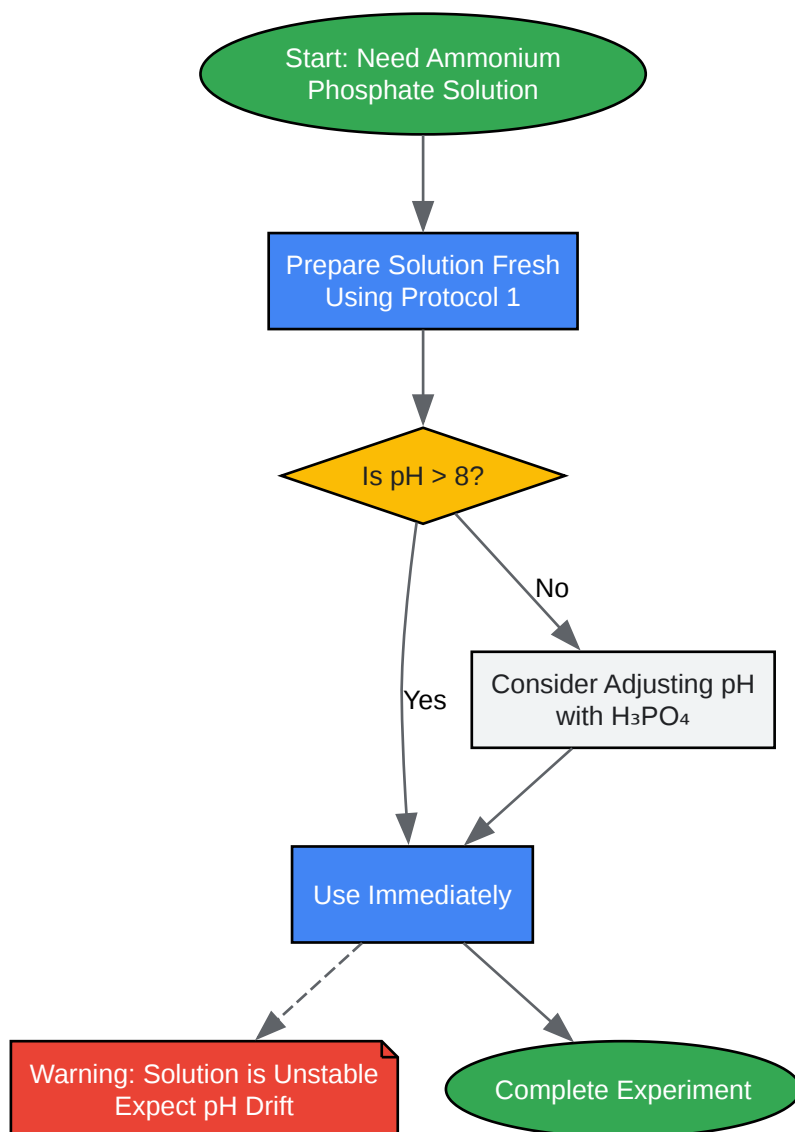 Start: Need Ammonium
Phosphate Solution
Prepare Solution Fresh
Using Protocol 1
Is pH > 8?
No
Consider Adjusting pH
with H₃PO₄
Yes
Use Immediately
Warning: Solution is Unstable
Expect pH Drift
Complete Experiment